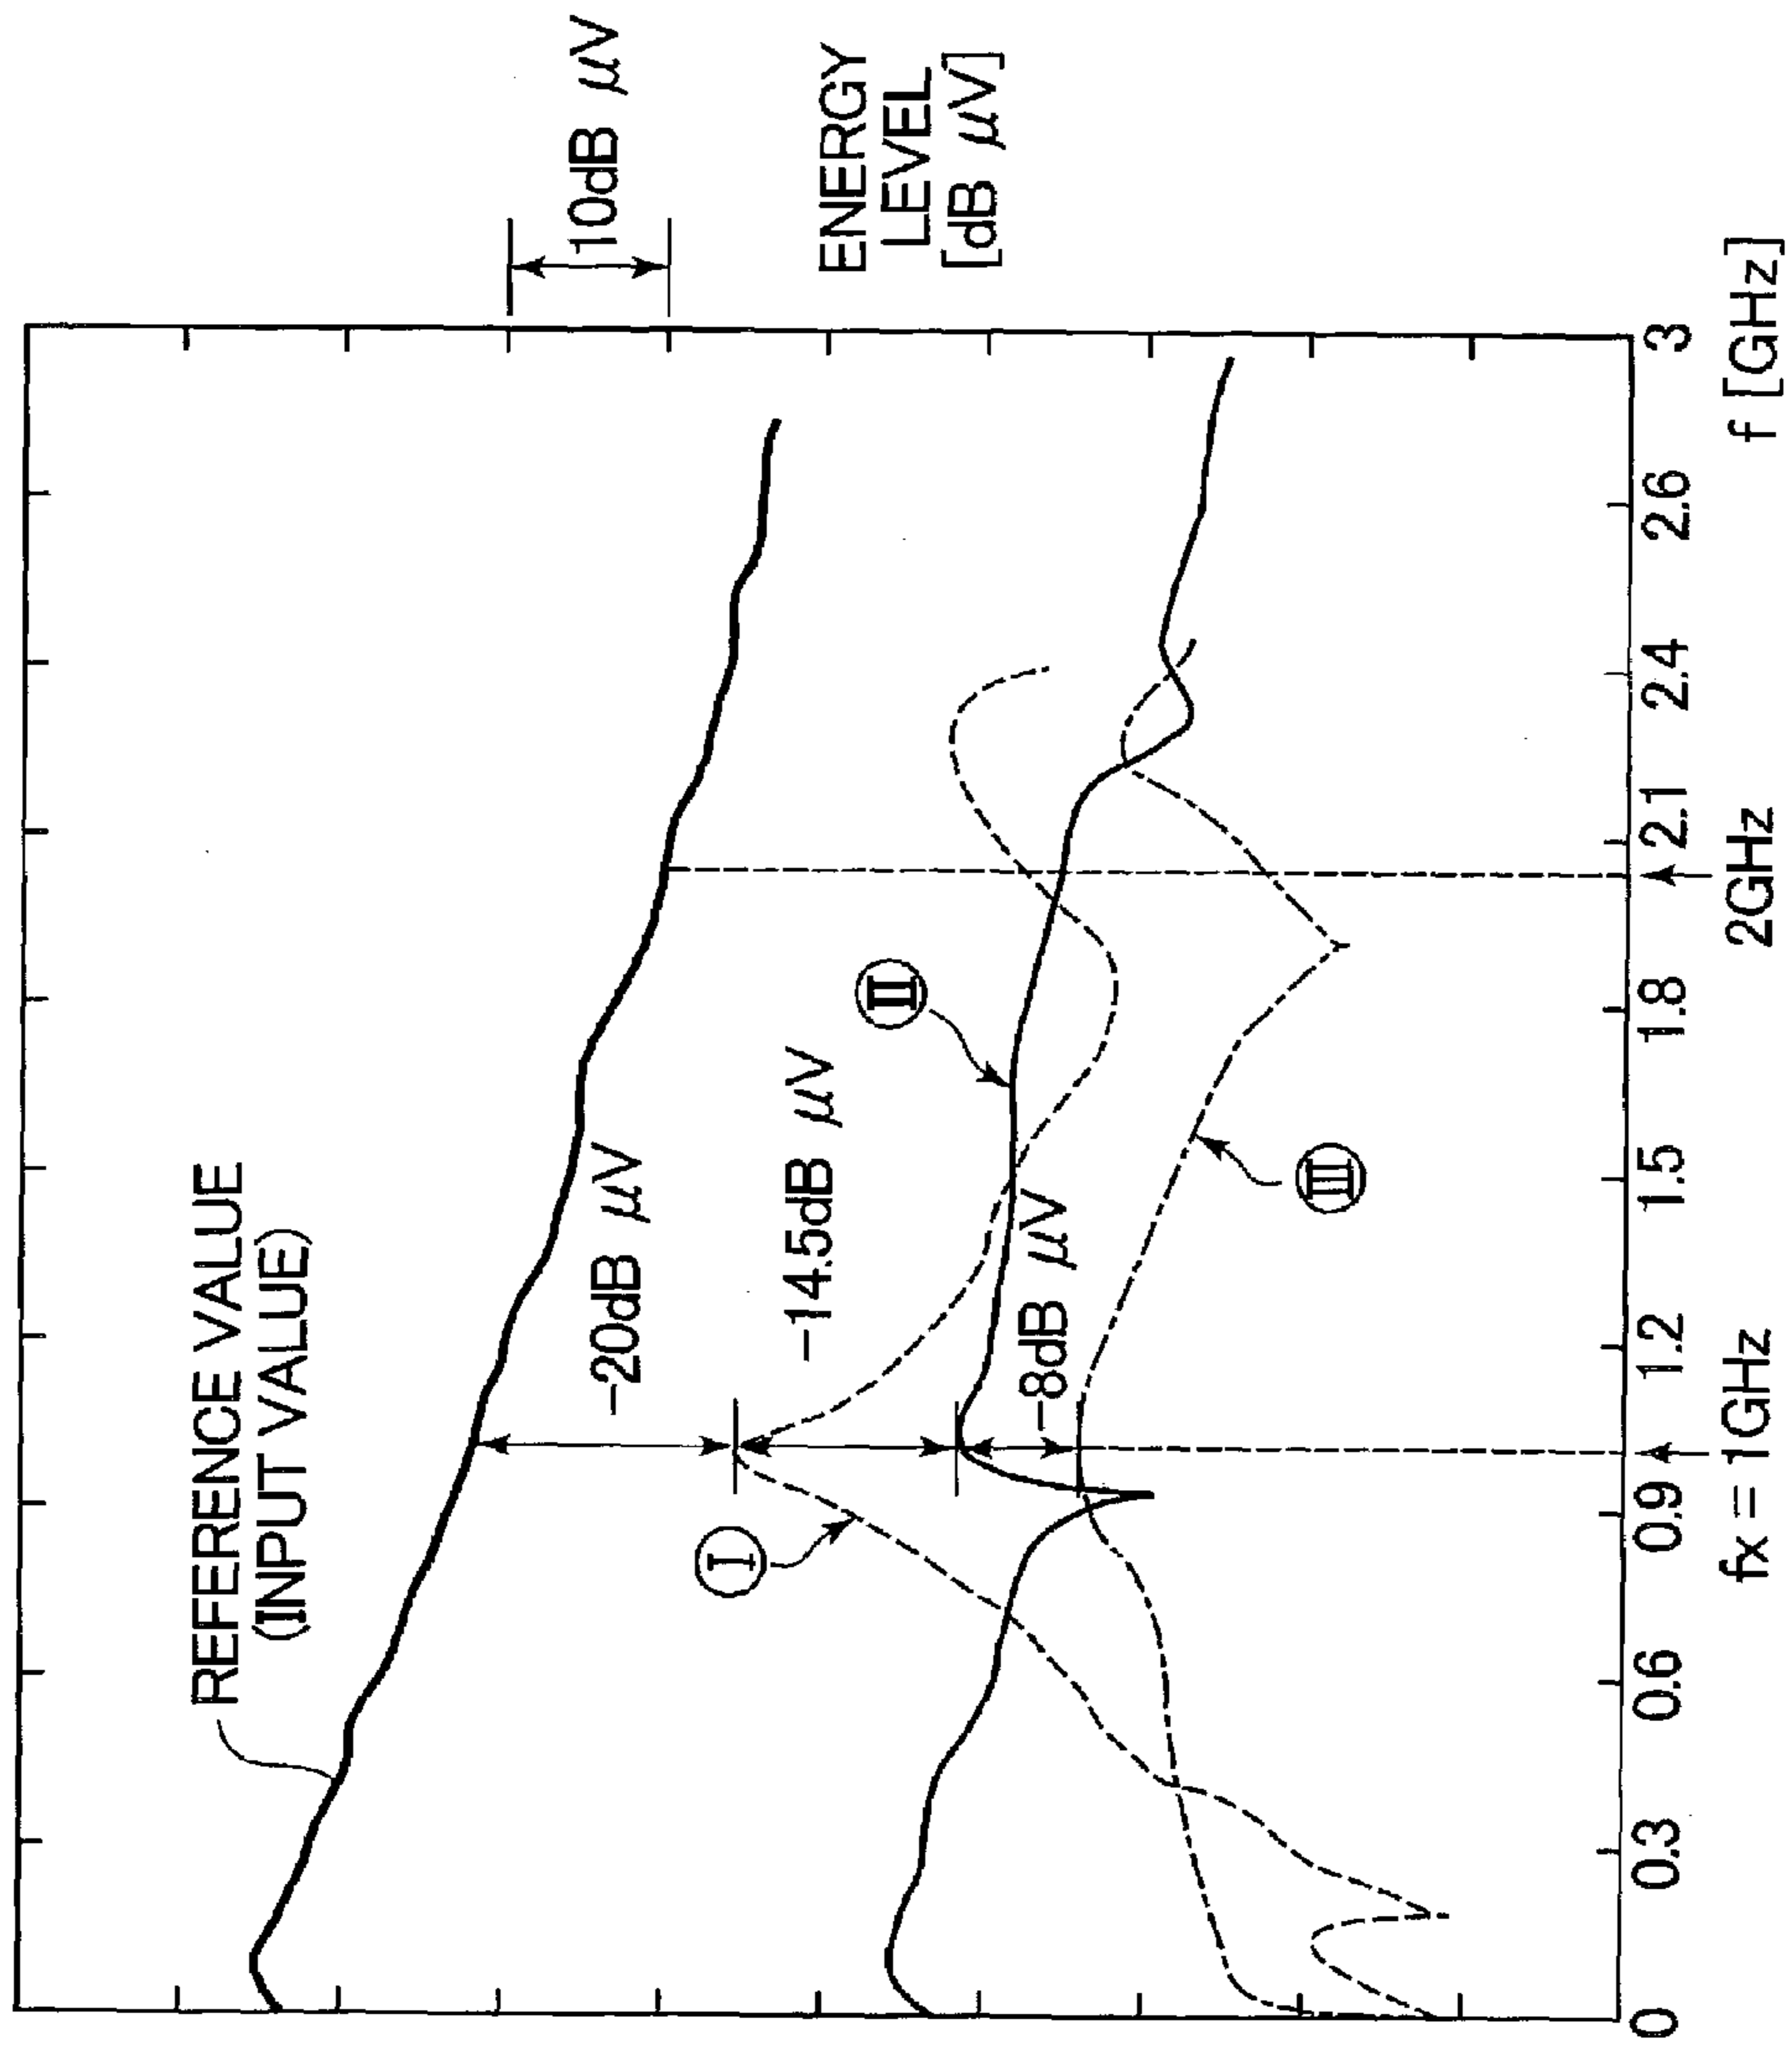 REFERENCE VALUE
(INPUT VALUE)
10dB μV
ENERGY
LEVEL
[dB μV]
-20dB μV
-14.5dB μV
-8dB μV
I
II
III
0 0.3 0.6 0.9 1.2 1.5 1.8 2.1 2.4 2.6 3
fx = 1GHz 2GHz f [GHz]